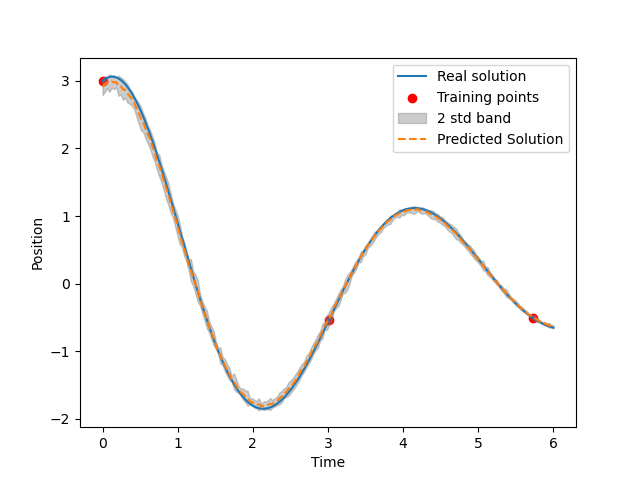 Real solution
Training points
2 std band
Predicted Solution
3
2
1
0
−1
−2
Position
0 1 2 3 4 5 6
Time